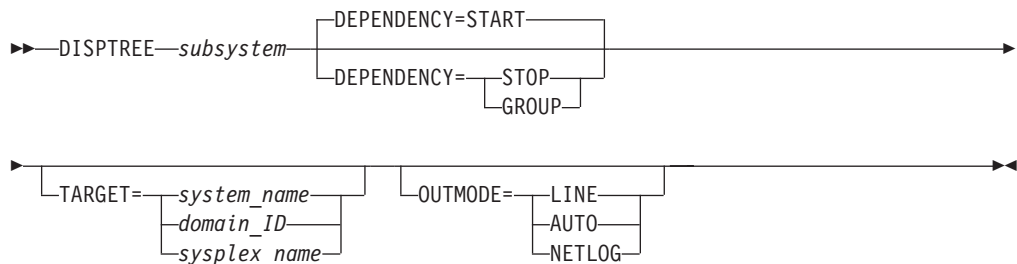 DEPENDENCY=START
DISPTREE subsystem
DEPENDENCY= STOP
GROUP
TARGET= system_name OUTMODE= LINE
domain_ID AUTO
sysplex name NETLOG